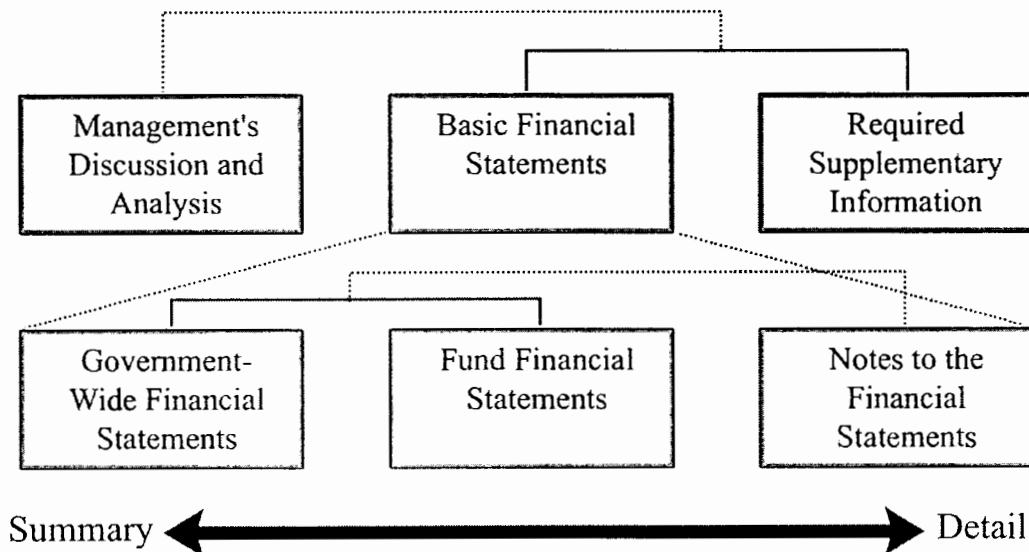 Management's
Discussion and
Analysis
Basic Financial
Statements
Required
Supplementary
Information
Government-
Wide Financial
Statements
Fund Financial
Statements
Notes to the
Financial
Statements
Summary
Detail